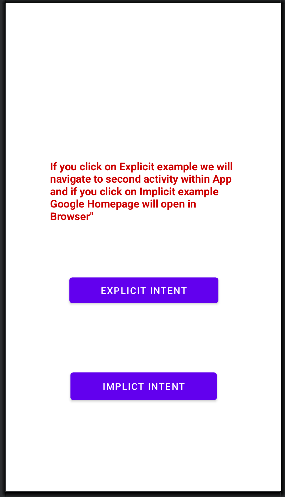 If you click on Explicit example we will
navigate to second activity within App
and if you click on Implicit example
Google Homepage will open in
Browser"
EXPLICIT INTENT
IMPLICT INTENT